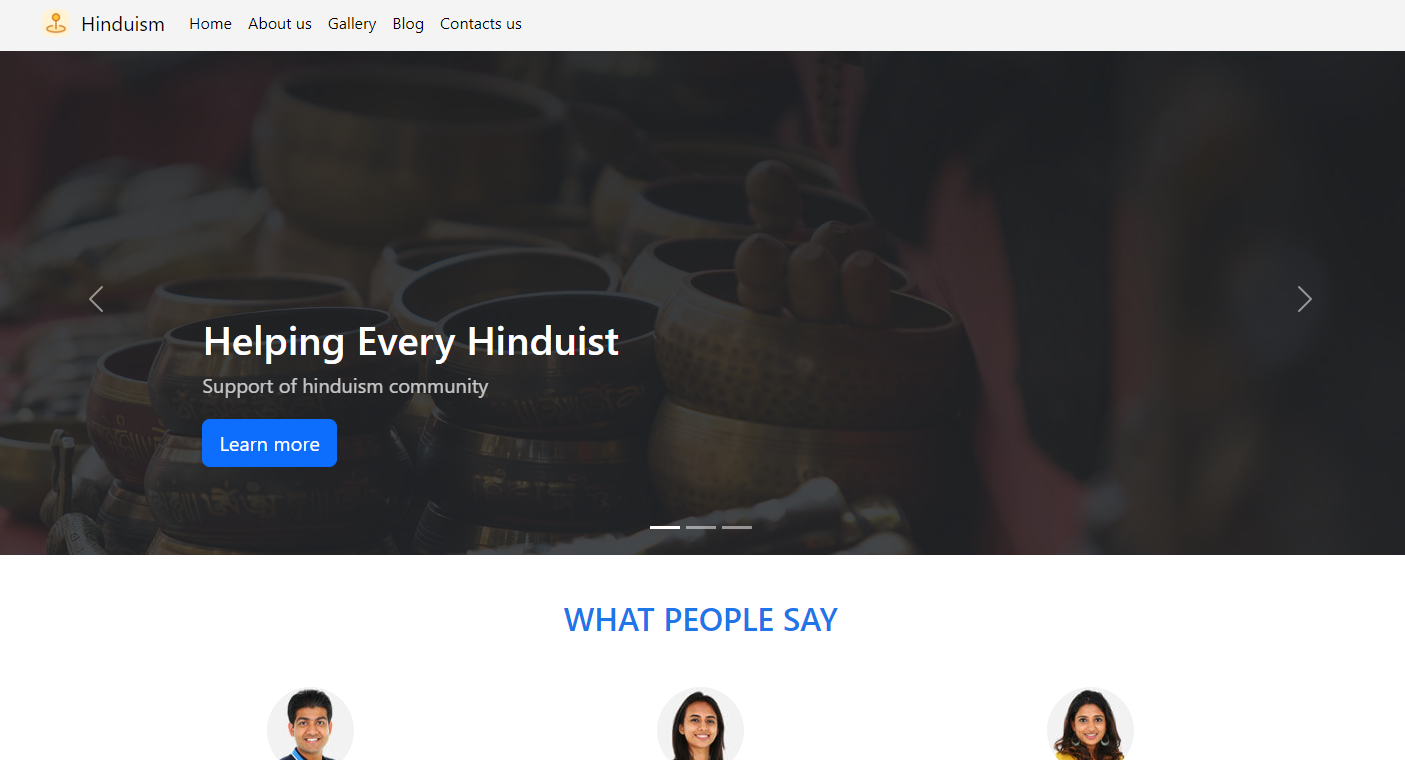 Hinduism Home About us Gallery Blog Contacts us
Helping Every Hinduist
Support of hinduism community
Learn more
WHAT PEOPLE SAY